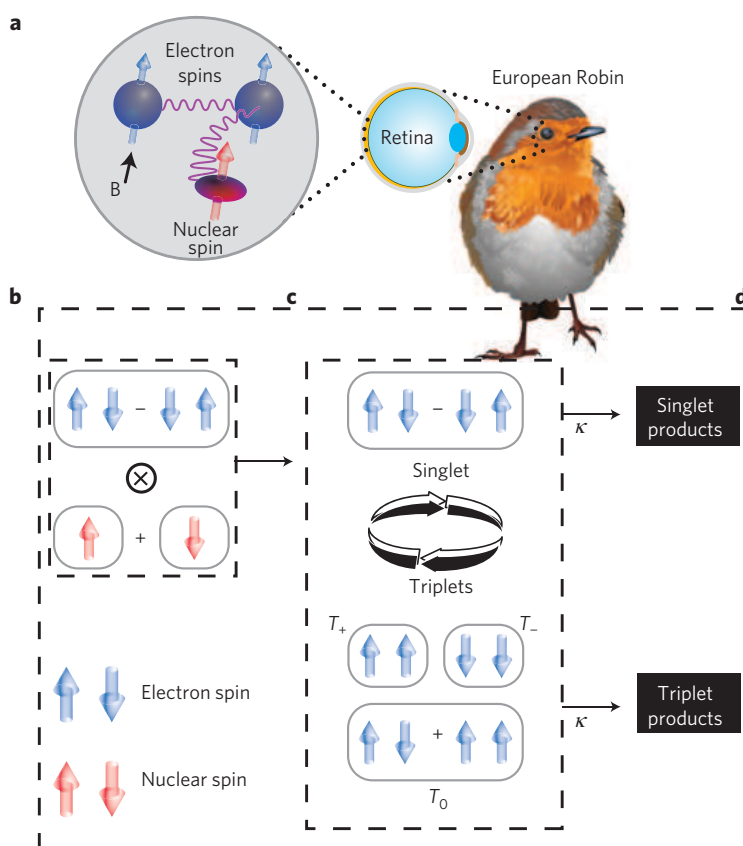 a
Electron
spins
B
Nuclear
spin
Retina
European Robin
b
c
d
−
−
κ
Singlet
products
⊗
Singlet
+
Triplets
T+
T−
Electron spin
κ
Triplet
products
+
Nuclear spin
T0